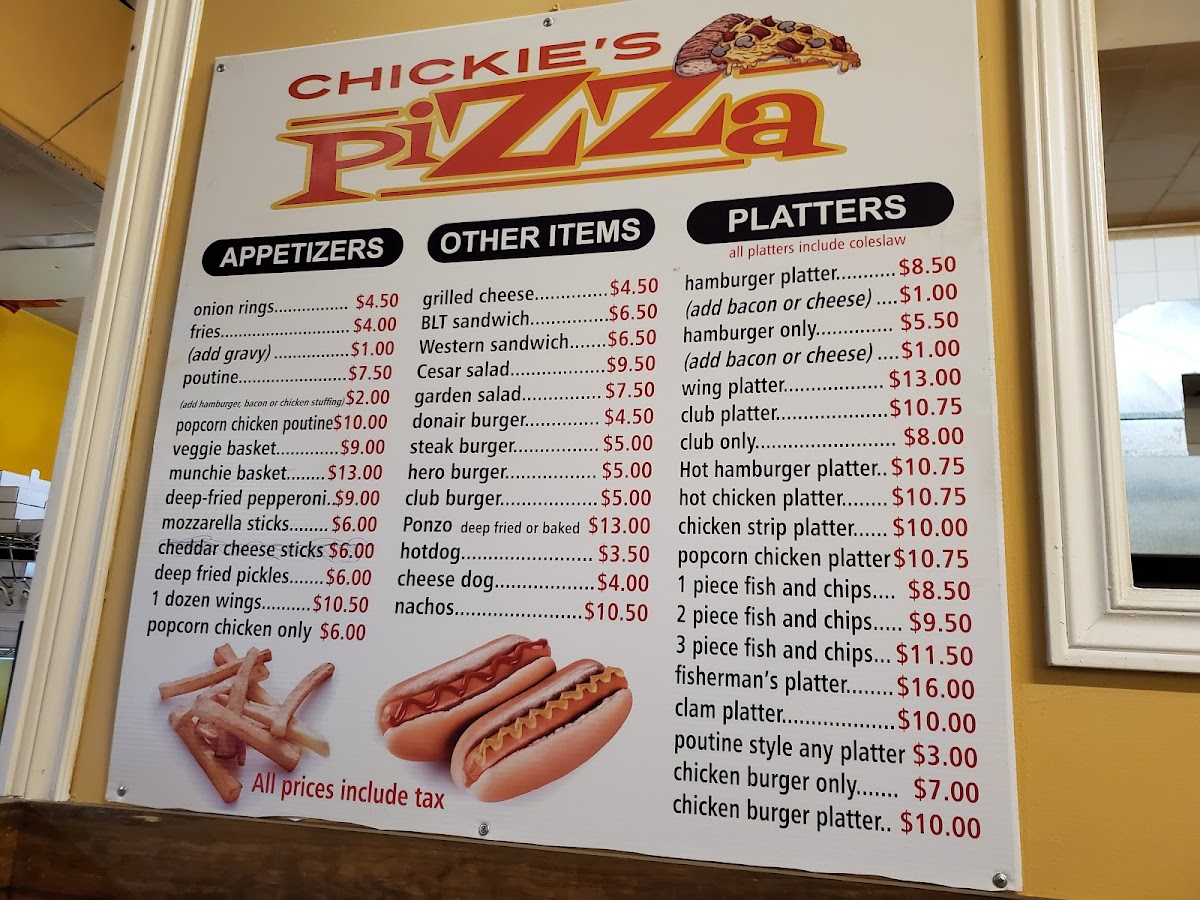 CHICKIE'S
PiZZa
APPETIZERS
onion rings................ $4.50
fries............................ $4.00
(add gravy) ................$1.00
poutine.......................$7.50
(add hamburger, bacon or chicken stuffing) $2.00
popcorn chicken poutine$10.00
veggie basket.............$9.00
munchie basket........$13.00
deep-fried pepperoni..$9.00
mozzarella sticks........ $6.00
cheddar cheese sticks $6.00
deep fried pickles.......$6.00
1 dozen wings..........$10.50
popcorn chicken only $6.00
OTHER ITEMS
grilled cheese..............$4.50
BLT sandwich...............$6.50
Western sandwich.......$6.50
Cesar salad..................$9.50
garden salad............... $7.50
donair burger.............. $4.50
steak burger................ $5.00
hero burger.................. $5.00
club burger..................$5.00
Ponzo deep fried or baked $13.00
hotdog......................... $3.50
cheese dog...................$4.00
nachos.......................$10.50
PLATTERS
all platters include coleslaw
hamburger platter...........$8.50
(add bacon or cheese) ....$1.00
hamburger only.............. $5.50
(add bacon or cheese) ....$1.00
wing platter.................. $13.00
club platter....................$10.75
club only......................... $8.00
Hot hamburger platter.. $10.75
hot chicken platter........ $10.75
chicken strip platter...... $10.00
popcorn chicken platter$10.75
1 piece fish and chips.... $8.50
2 piece fish and chips..... $9.50
3 piece fish and chips... $11.50
fisherman's platter........ $16.00
clam platter...................$10.00
poutine style any platter $3.00
chicken burger only....... $7.00
chicken burger platter.. $10.00
All prices include tax